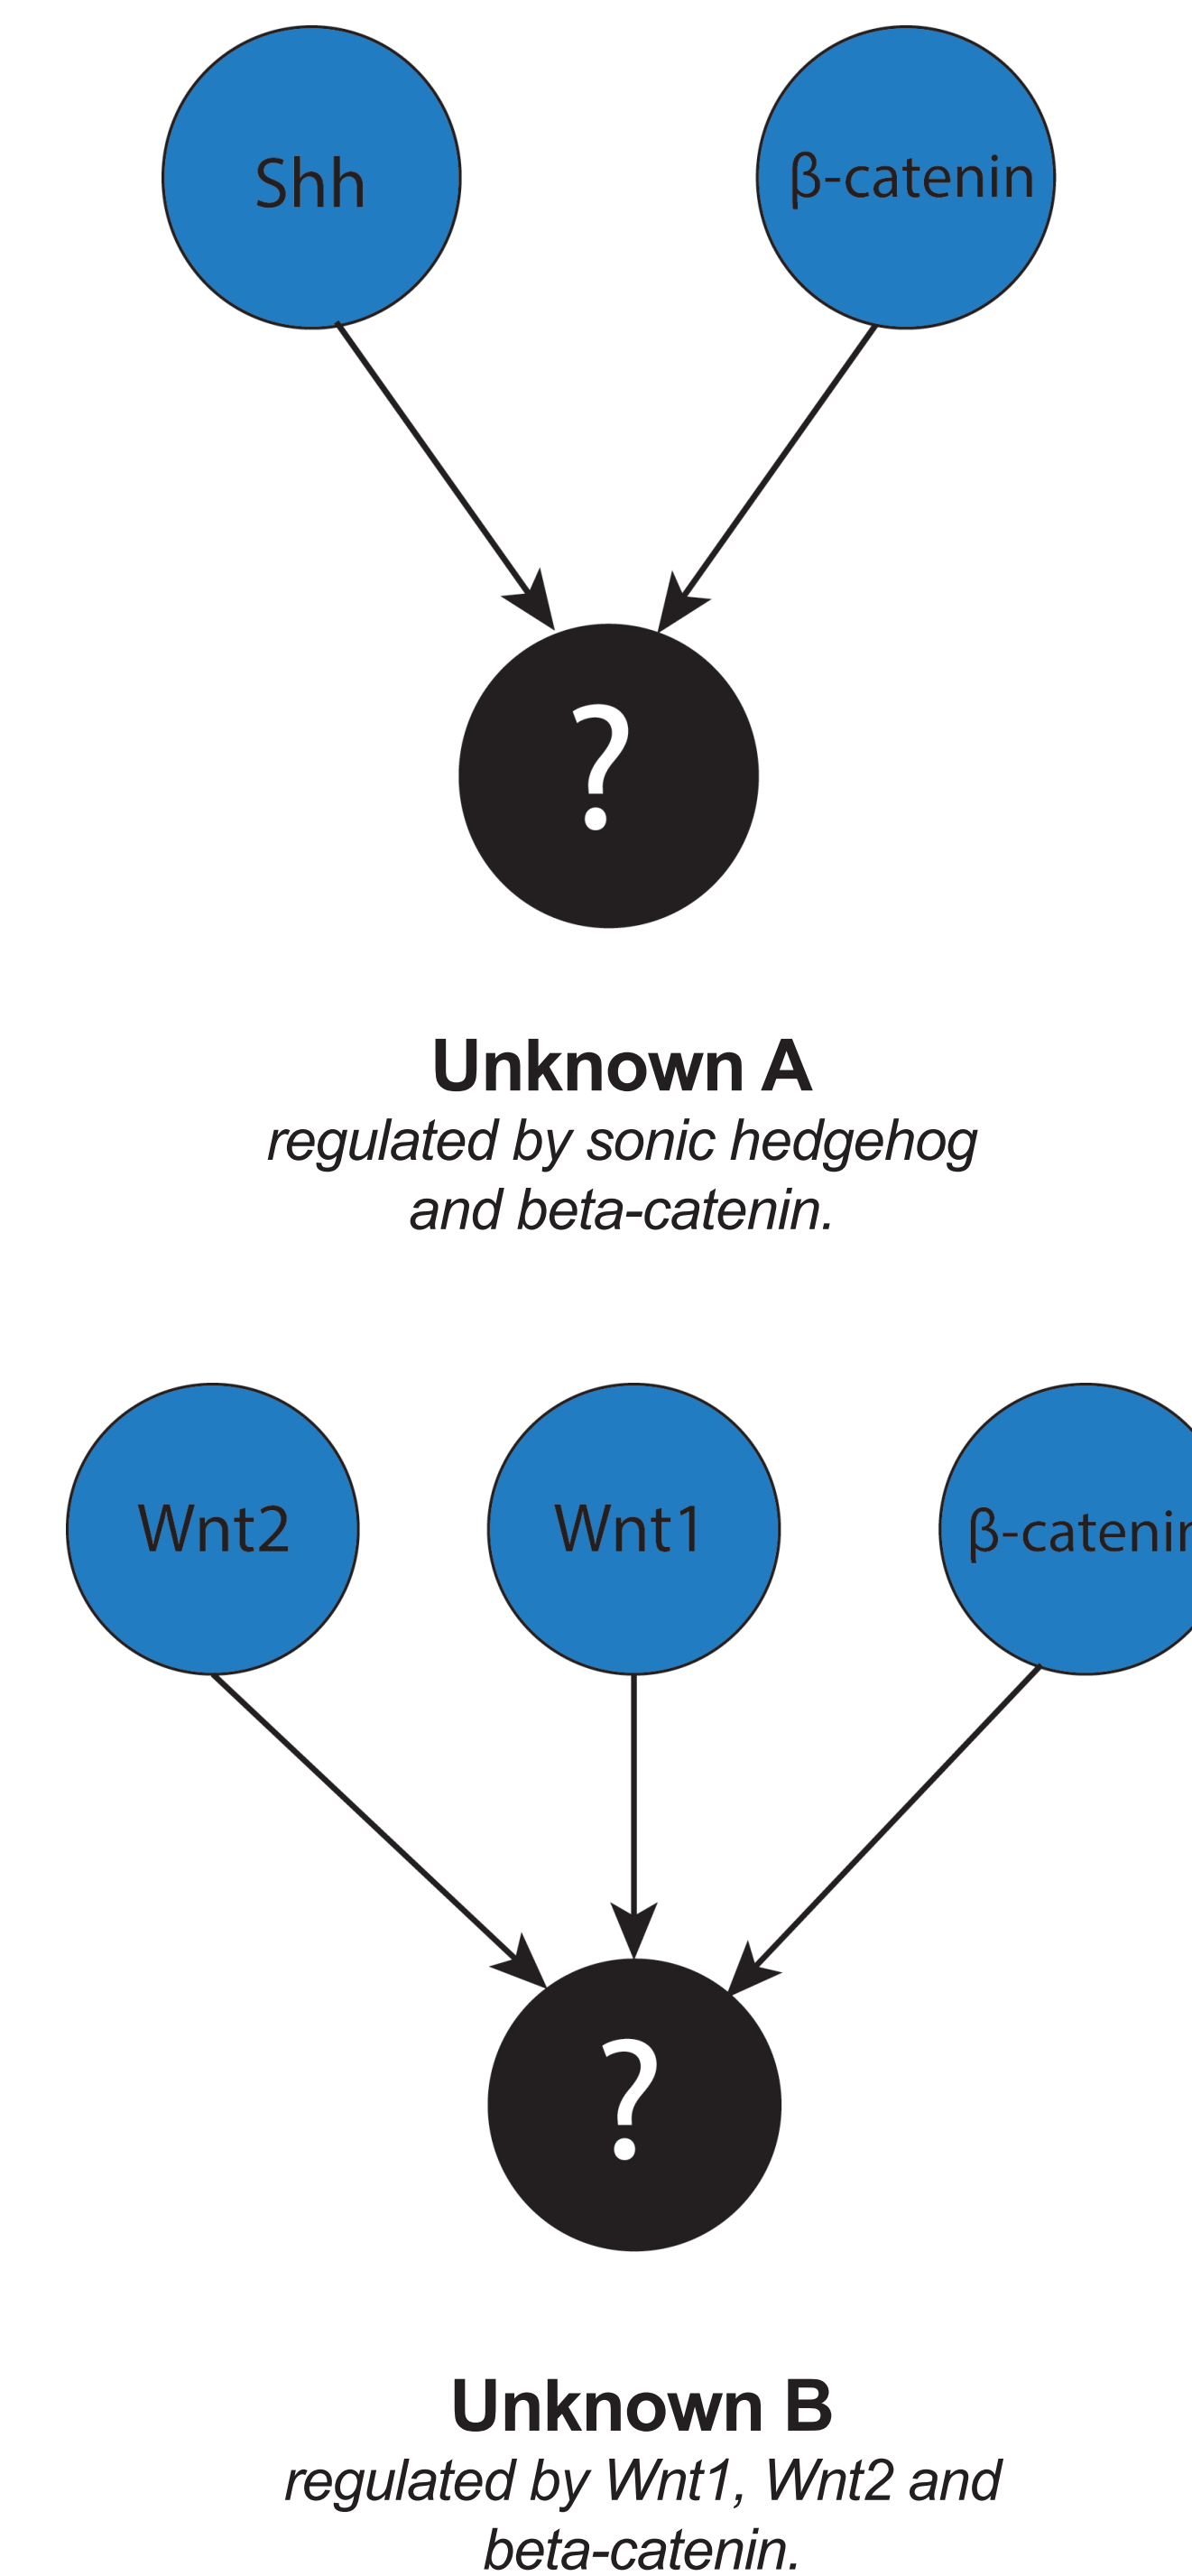 Shh
β-catenin
?
Unknown A
regulated by sonic hedgehog
and beta-catenin.
Wnt2
Wnt1
β-catenin
?
Unknown B
regulated by Wnt1, Wnt2 and
beta-catenin.